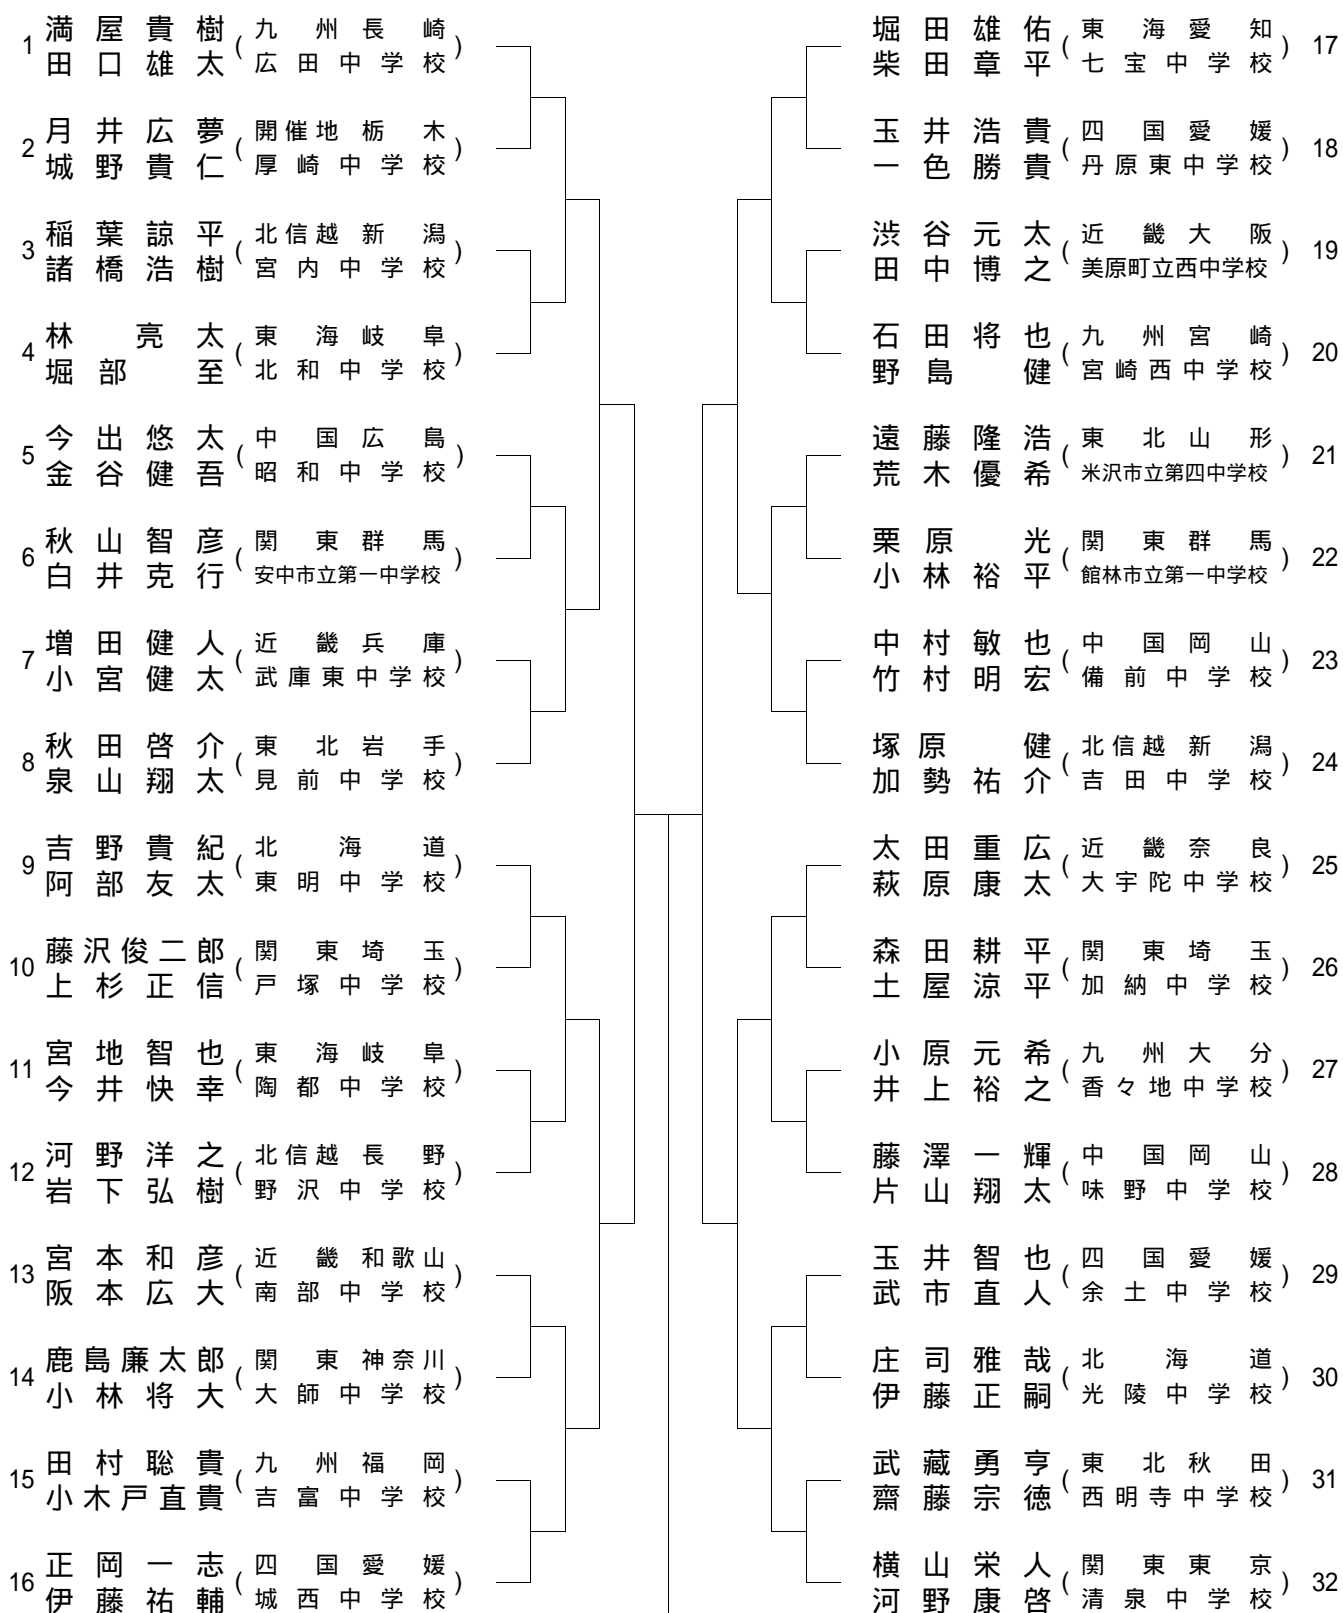 満屋貴樹 ( 九州長崎
1 田口雄太 広田中学校 )
月井広夢 ( 開催地栃木
2 城野貴仁 厚崎中学校 )
稲葉諒平 ( 北信越新潟
3 諸橋浩樹 宮内中学校 )
林亮太 ( 東海岐阜
4 堀部至 北和中学校 )
今出悠太 ( 中国広島
5 金谷健吾 昭和中学校 )
秋山智彦 ( 関東群馬
6 白井克行 安中市立第一中学校 )
増田健人 ( 近畿兵庫
7 小宮健太 武庫東中学校 )
秋田啓介 ( 東北岩手
8 泉山翔太 見前中学校 )
吉野貴紀 ( 北海道
9 阿部友太 東明中学校 )
藤沢俊二郎 ( 関東埼玉
10 上杉正信 戸塚中学校 )
宮地智也 ( 東海岐阜
11 今井快幸 陶都中学校 )
河野洋之 ( 北信越長野
12 岩下弘樹 野沢中学校 )
宮本和彦 ( 近畿和歌山
13 阪本広大 南部中学校 )
鹿島廉太郎 ( 関東神奈川
14 小林将大 大師中学校 )
田村聡貴 ( 九州福岡
15 小木戸直貴 吉富中学校 )
正岡一志 ( 四国愛媛
16 伊藤祐輔 城西中学校 )
堀田雄佑 ( 東海愛知
柴田章平 七宝中学校 ) 17
玉井浩貴 ( 四国愛媛
一色勝貴 丹原東中学校 ) 18
渋谷元太 ( 近畿大阪
田中博之 美原町立西中学校 ) 19
石田将也 ( 九州宮崎
野島健 宮崎西中学校 ) 20
遠藤隆浩 ( 東北山形
荒木優希 米沢市立第四中学校 ) 21
栗原光 ( 関東群馬
小林裕平 館林市立第一中学校 ) 22
中村敏也 ( 中国岡山
竹村明宏 備前中学校 ) 23
塚原健 ( 北信越新潟
加勢祐介 吉田中学校 ) 24
太田重広 ( 近畿奈良
萩原康太 大宇陀中学校 ) 25
森田耕平 ( 関東埼玉
土屋涼平 加納中学校 ) 26
小原元希 ( 九州大分
井上裕之 香々地中学校 ) 27
藤澤一輝 ( 中国岡山
片山翔太 味野中学校 ) 28
玉井智也 ( 四国愛媛
武市直人 余土中学校 ) 29
庄司雅哉 ( 北海道
伊藤正嗣 光陵中学校 ) 30
武藏勇亨 ( 東北秋田
齋藤宗徳 西明寺中学校 ) 31
横山栄人 ( 関東東京
河野康啓 清泉中学校 ) 32